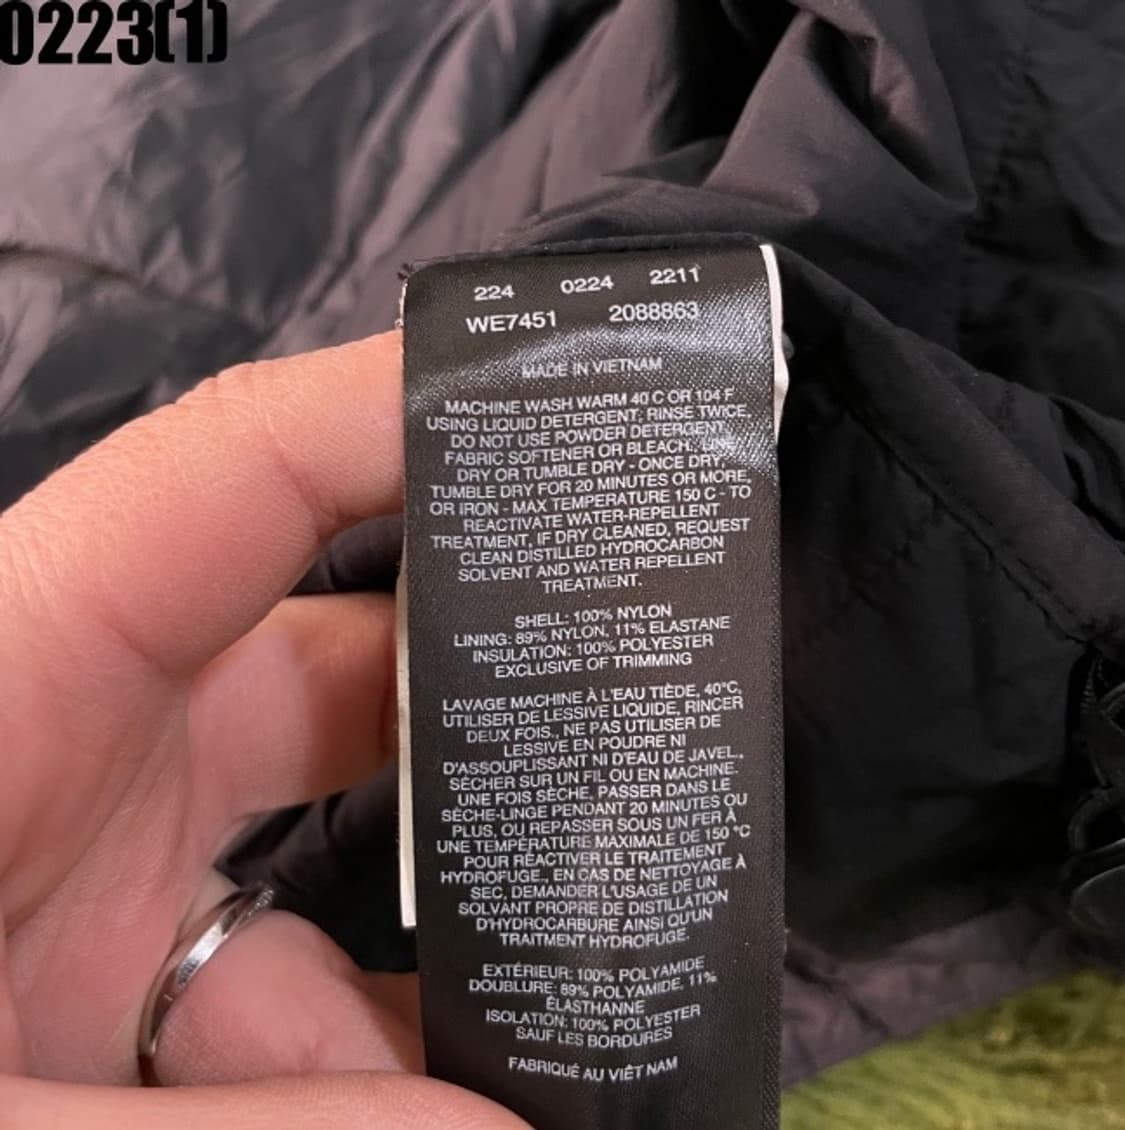 0223(1)
224 0224 2211
WE7451 2088863
MADE IN VIETNAM
MACHINE WASH WARM 40 C OR 104 F
USING LIQUID DETERGENT; RINSE TWICE.
DO NOT USE POWDER DETERGENT,
FABRIC SOFTENER OR BLEACH., LINE
DRY OR TUMBLE DRY - ONCE DRY,
TUMBLE DRY FOR 20 MINUTES OR MORE,
OR IRON - MAX TEMPERATURE 150 C - TO
REACTIVATE WATER-REPELLENT
TREATMENT, IF DRY CLEANED, REQUEST
CLEAN DISTILLED HYDROCARBON
SOLVENT AND WATER REPELLENT
TREATMENT.
SHELL: 100% NYLON
LINING: 89% NYLON, 11% ELASTANE
INSULATION: 100% POLYESTER
EXCLUSIVE OF TRIMMING
LAVAGE MACHINE À L'EAU TIÈDE, 40°C,
UTILISER DE LESSIVE LIQUIDE, RINCER
DEUX FOIS., NE PAS UTILISER DE
LESSIVE EN POUDRE NI
D'ASSOUPLISSANT NI D'EAU DE JAVEL.,
SÉCHER SUR UN FIL OU EN MACHINE.
UNE FOIS SÈCHE, PASSER DANS LE
SÈCHE-LINGE PENDANT 20 MINUTES OU
PLUS, OU REPASSER SOUS UN FER À
UNE TEMPÉRATURE MAXIMALE DE 150 °C
POUR RÉACTIVER LE TRAITEMENT
HYDROFUGE., EN CAS DE NETTOYAGE À
SEC, DEMANDER L'USAGE DE UN
SOLVANT PROPRE DE DISTILLATION
D'HYDROCARBURE AINSI QU'UN
TRAITMENT HYDROFUGE.
EXTÉRIEUR: 100% POLYAMIDE
DOUBLURE: 89% POLYAMIDE, 11%
ÉLASTHANNE
ISOLATION: 100% POLYESTER
SAUF LES BORDURES
FABRIQUÉ AU VIÊT NAM